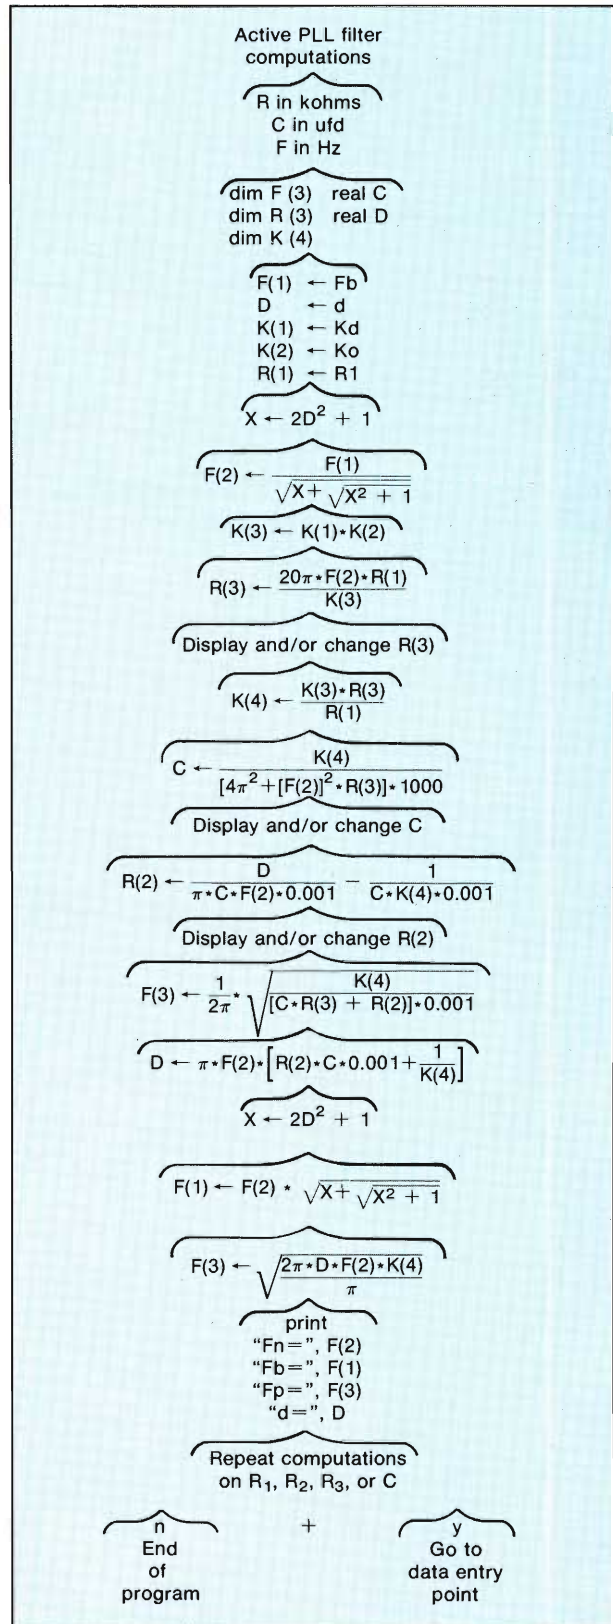 Active PLL filter
computations
R in kohms
C in ufd
F in Hz
dim F (3) real C
dim R (3) real D
dim K (4)
F(1) ← Fb
D ← d
K(1) ← Kd
K(2) ← Ko
R(1) ← R1
X ← 2D² + 1
F(2) ← F(1) / √(X + √(X² + 1))
K(3) ← K(1)*K(2)
R(3) ← 20π*F(2)*R(1) / K(3)
Display and/or change R(3)
K(4) ← K(3)*R(3) / R(1)
C ← K(4) / [4π²+[F(2)]²*R(3)]*1000
Display and/or change C
R(2) ← D / π*C*F(2)*0.001 − 1 / C*K(4)*0.001
Display and/or change R(2)
F(3) ← 1/2π * √(K(4) / [C*R(3) + R(2)]*0.001)
D ← π*F(2)*[R(2)*C*0.001+1/K(4)]
X ← 2D² + 1
F(1) ← F(2) * √(X + √(X² + 1))
F(3) ← √(2π*D*F(2)*K(4) / π)
print
“Fn=”, F(2)
“Fb=”, F(1)
“Fp=”, F(3)
“d=”, D
Repeat computations
on R₁, R₂, R₃, or C
n + y
End Go to
of data entry
program point